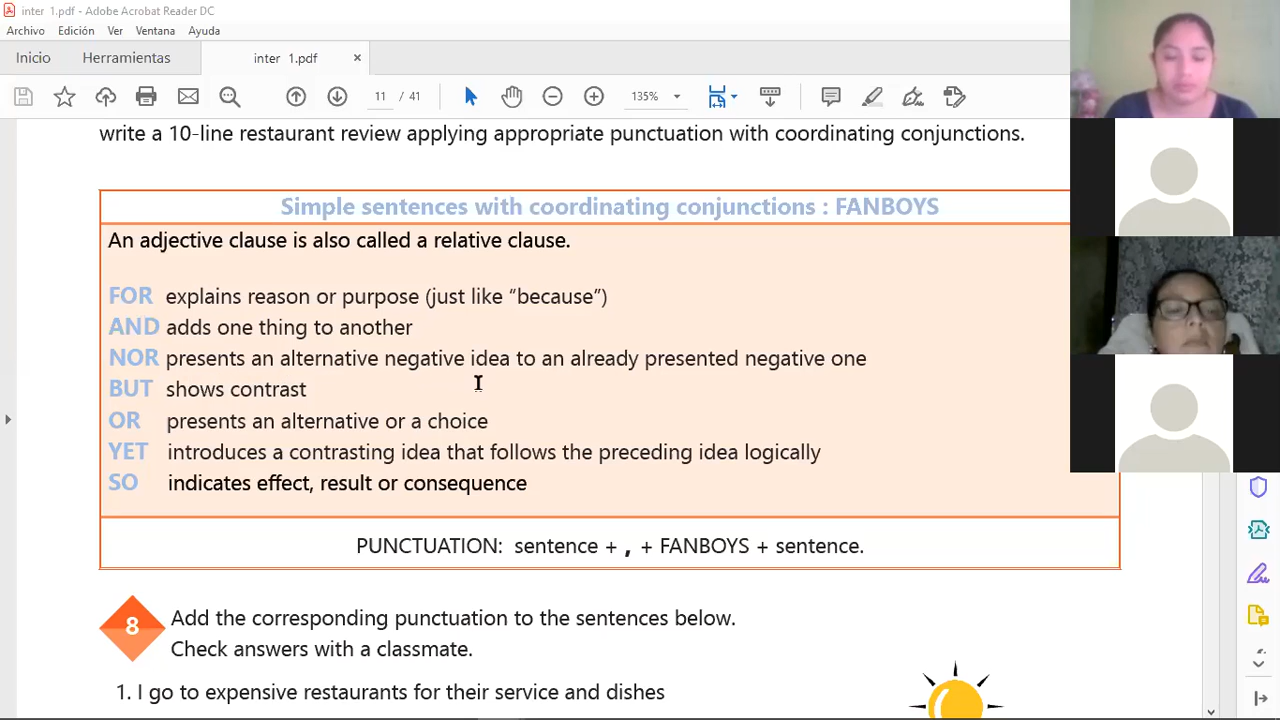 inter 1.pdf - Adobe Acrobat Reader DC
Archivo Edición Ver Ventana Ayuda
Inicio Herramientas inter 1.pdf ×
11 / 41 135%
write a 10-line restaurant review applying appropriate punctuation with coordinating conjunctions.
Simple sentences with coordinating conjunctions : FANBOYS
An adjective clause is also called a relative clause.
FOR explains reason or purpose (just like “because”)
AND adds one thing to another
NOR presents an alternative negative idea to an already presented negative one
BUT shows contrast
OR presents an alternative or a choice
YET introduces a contrasting idea that follows the preceding idea logically
SO indicates effect, result or consequence
PUNCTUATION: sentence + , + FANBOYS + sentence.
8 Add the corresponding punctuation to the sentences below.
Check answers with a classmate.
1. I go to expensive restaurants for their service and dishes